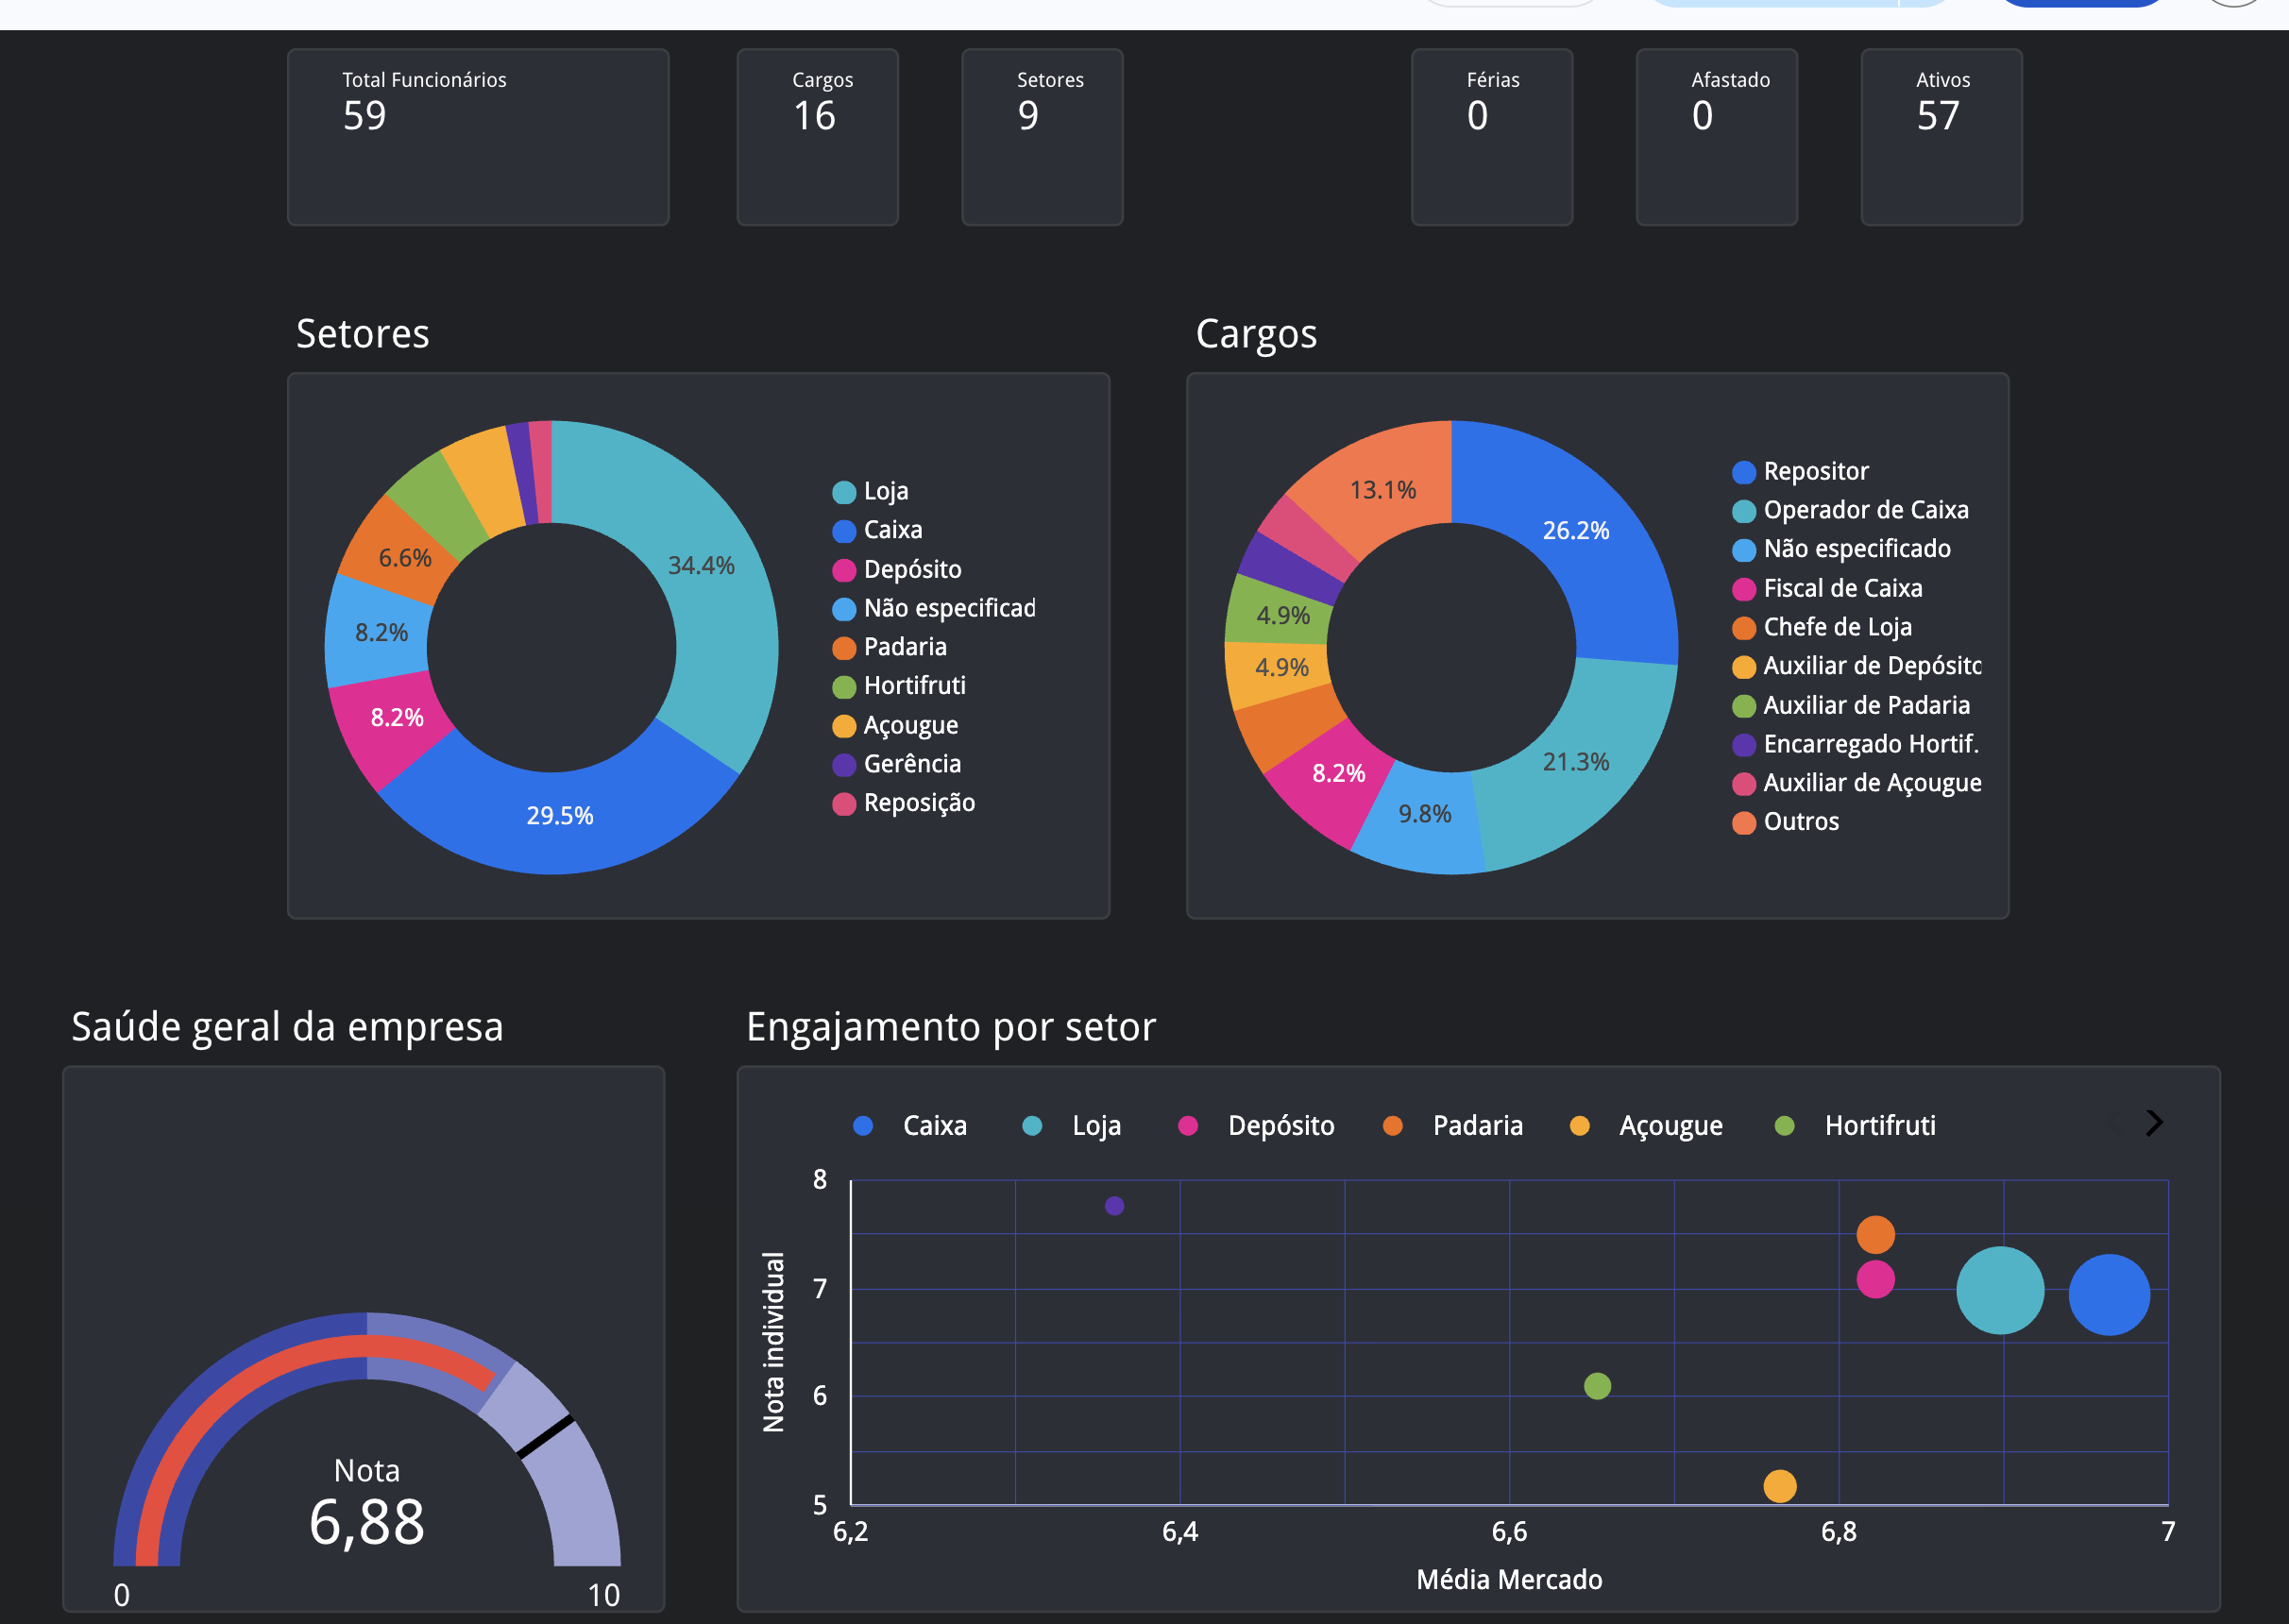 Total Funcionários
59
Cargos
16
Setores
9
Férias
0
Afastado
0
Ativos
57
Setores
34.4%
29.5%
8.2%
8.2%
6.6%
Loja
Caixa
Depósito
Não especificad
Padaria
Hortifruti
Açougue
Gerência
Reposição
Cargos
26.2%
21.3%
9.8%
8.2%
4.9%
4.9%
13.1%
Repositor
Operador de Caixa
Não especificado
Fiscal de Caixa
Chefe de Loja
Auxiliar de Depósito
Auxiliar de Padaria
Encarregado Hortif.
Auxiliar de Açougue
Outros
Saúde geral da empresa
Nota
6,88
0
10
Engajamento por setor
Caixa
Loja
Depósito
Padaria
Açougue
Hortifruti
Nota individual
8
7
6
5
6,2
6,4
6,6
6,8
7
Média Mercado